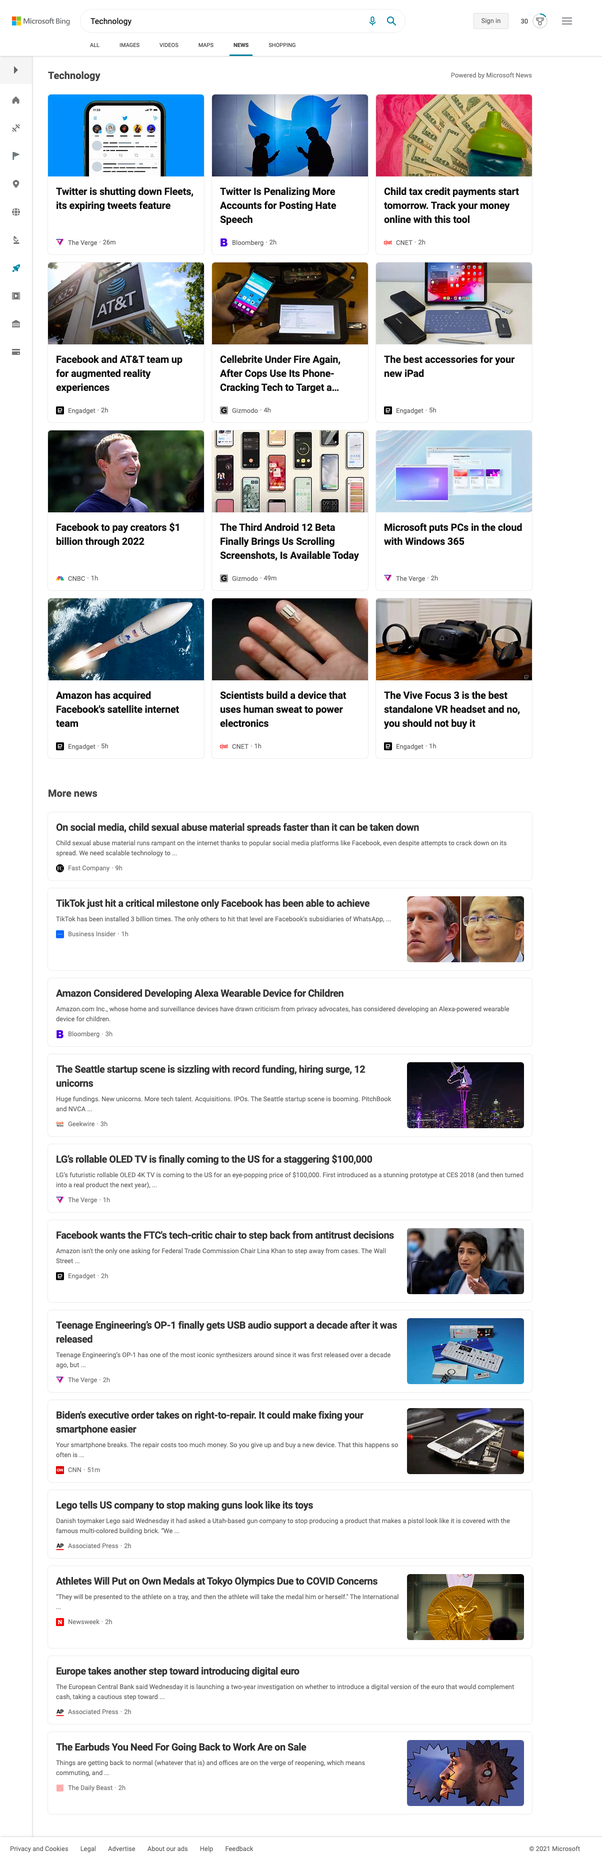 Microsoft Bing
Technology
Sign in
30
ALL IMAGES VIDEOS MAPS NEWS SHOPPING
Technology
Powered by Microsoft News
Twitter is shutting down Fleets,
its expiring tweets feature
The Verge · 26m
Twitter Is Penalizing More
Accounts for Posting Hate
Speech
Bloomberg · 2h
Child tax credit payments start
tomorrow. Track your money
online with this tool
CNET · 2h
AT&T
Facebook and AT&T team up
for augmented reality
experiences
Engadget · 2h
Cellebrite Under Fire Again,
After Cops Use Its Phone-
Cracking Tech to Target a...
Gizmodo · 4h
The best accessories for your
new iPad
Engadget · 5h
Facebook to pay creators $1
billion through 2022
CNBC · 1h
The Third Android 12 Beta
Finally Brings Us Scrolling
Screenshots, Is Available Today
Gizmodo · 49m
Microsoft puts PCs in the cloud
with Windows 365
The Verge · 2h
Amazon has acquired
Facebook's satellite internet
team
Engadget · 5h
Scientists build a device that
uses human sweat to power
electronics
CNET · 1h
The Vive Focus 3 is the best
standalone VR headset and no,
you should not buy it
Engadget · 1h
More news
On social media, child sexual abuse material spreads faster than it can be taken down
Child sexual abuse material runs rampant on the internet thanks to popular social media platforms like Facebook, even despite attempts to crack down on its
spread. We need scalable technology to ...
Fast Company · 9h
TikTok just hit a critical milestone only Facebook has been able to achieve
TikTok has been installed 3 billion times. The only others to hit that level are Facebook's subsidiaries of WhatsApp, ...
Business Insider · 1h
Amazon Considered Developing Alexa Wearable Device for Children
Amazon.com Inc., whose home and surveillance devices have drawn criticism from privacy advocates, has considered developing an Alexa-powered wearable
device for children.
Bloomberg · 3h
The Seattle startup scene is sizzling with record funding, hiring surge, 12
unicorns
Huge fundings. New unicorns. More tech talent. Acquisitions. IPOs. The Seattle startup scene is booming. PitchBook
and NVCA ...
Geekwire · 3h
LG's rollable OLED TV is finally coming to the US for a staggering $100,000
LG's futuristic rollable OLED 4K TV is coming to the US for an eye-popping price of $100,000. First introduced as a stunning prototype at CES 2018 (and then turned
into a real product the next year), ...
The Verge · 1h
Facebook wants the FTC's tech-critic chair to step back from antitrust decisions
Amazon isn't the only one asking for Federal Trade Commission Chair Lina Khan to step away from cases. The Wall
Street ...
Engadget · 2h
Teenage Engineering's OP-1 finally gets USB audio support a decade after it was
released
Teenage Engineering's OP-1 has one of the most iconic synthesizers around since it was first released over a decade
ago, but ...
The Verge · 2h
Biden's executive order takes on right-to-repair. It could make fixing your
smartphone easier
Your smartphone breaks. The repair costs too much money. So you give up and buy a new device. That this happens so
often is ...
CNN · 51m
Lego tells US company to stop making guns look like its toys
Danish toymaker Lego said Wednesday it had asked a Utah-based gun company to stop producing a product that makes a pistol look like it is covered with the
famous multi-colored building brick. "We ...
AP Associated Press · 2h
Athletes Will Put on Own Medals at Tokyo Olympics Due to COVID Concerns
"They will be presented to the athlete on a tray, and then the athlete will take the medal him or herself." The International
...
Newsweek · 2h
Europe takes another step toward introducing digital euro
The European Central Bank said Wednesday it is launching a two-year investigation on whether to introduce a digital version of the euro that would complement
cash, taking a cautious step toward ...
AP Associated Press · 2h
The Earbuds You Need For Going Back to Work Are on Sale
Things are getting back to normal (whatever that is) and offices are on the verge of reopening, which means
commuting, and ...
The Daily Beast · 2h
Privacy and Cookies Legal Advertise About our ads Help Feedback
© 2021 Microsoft